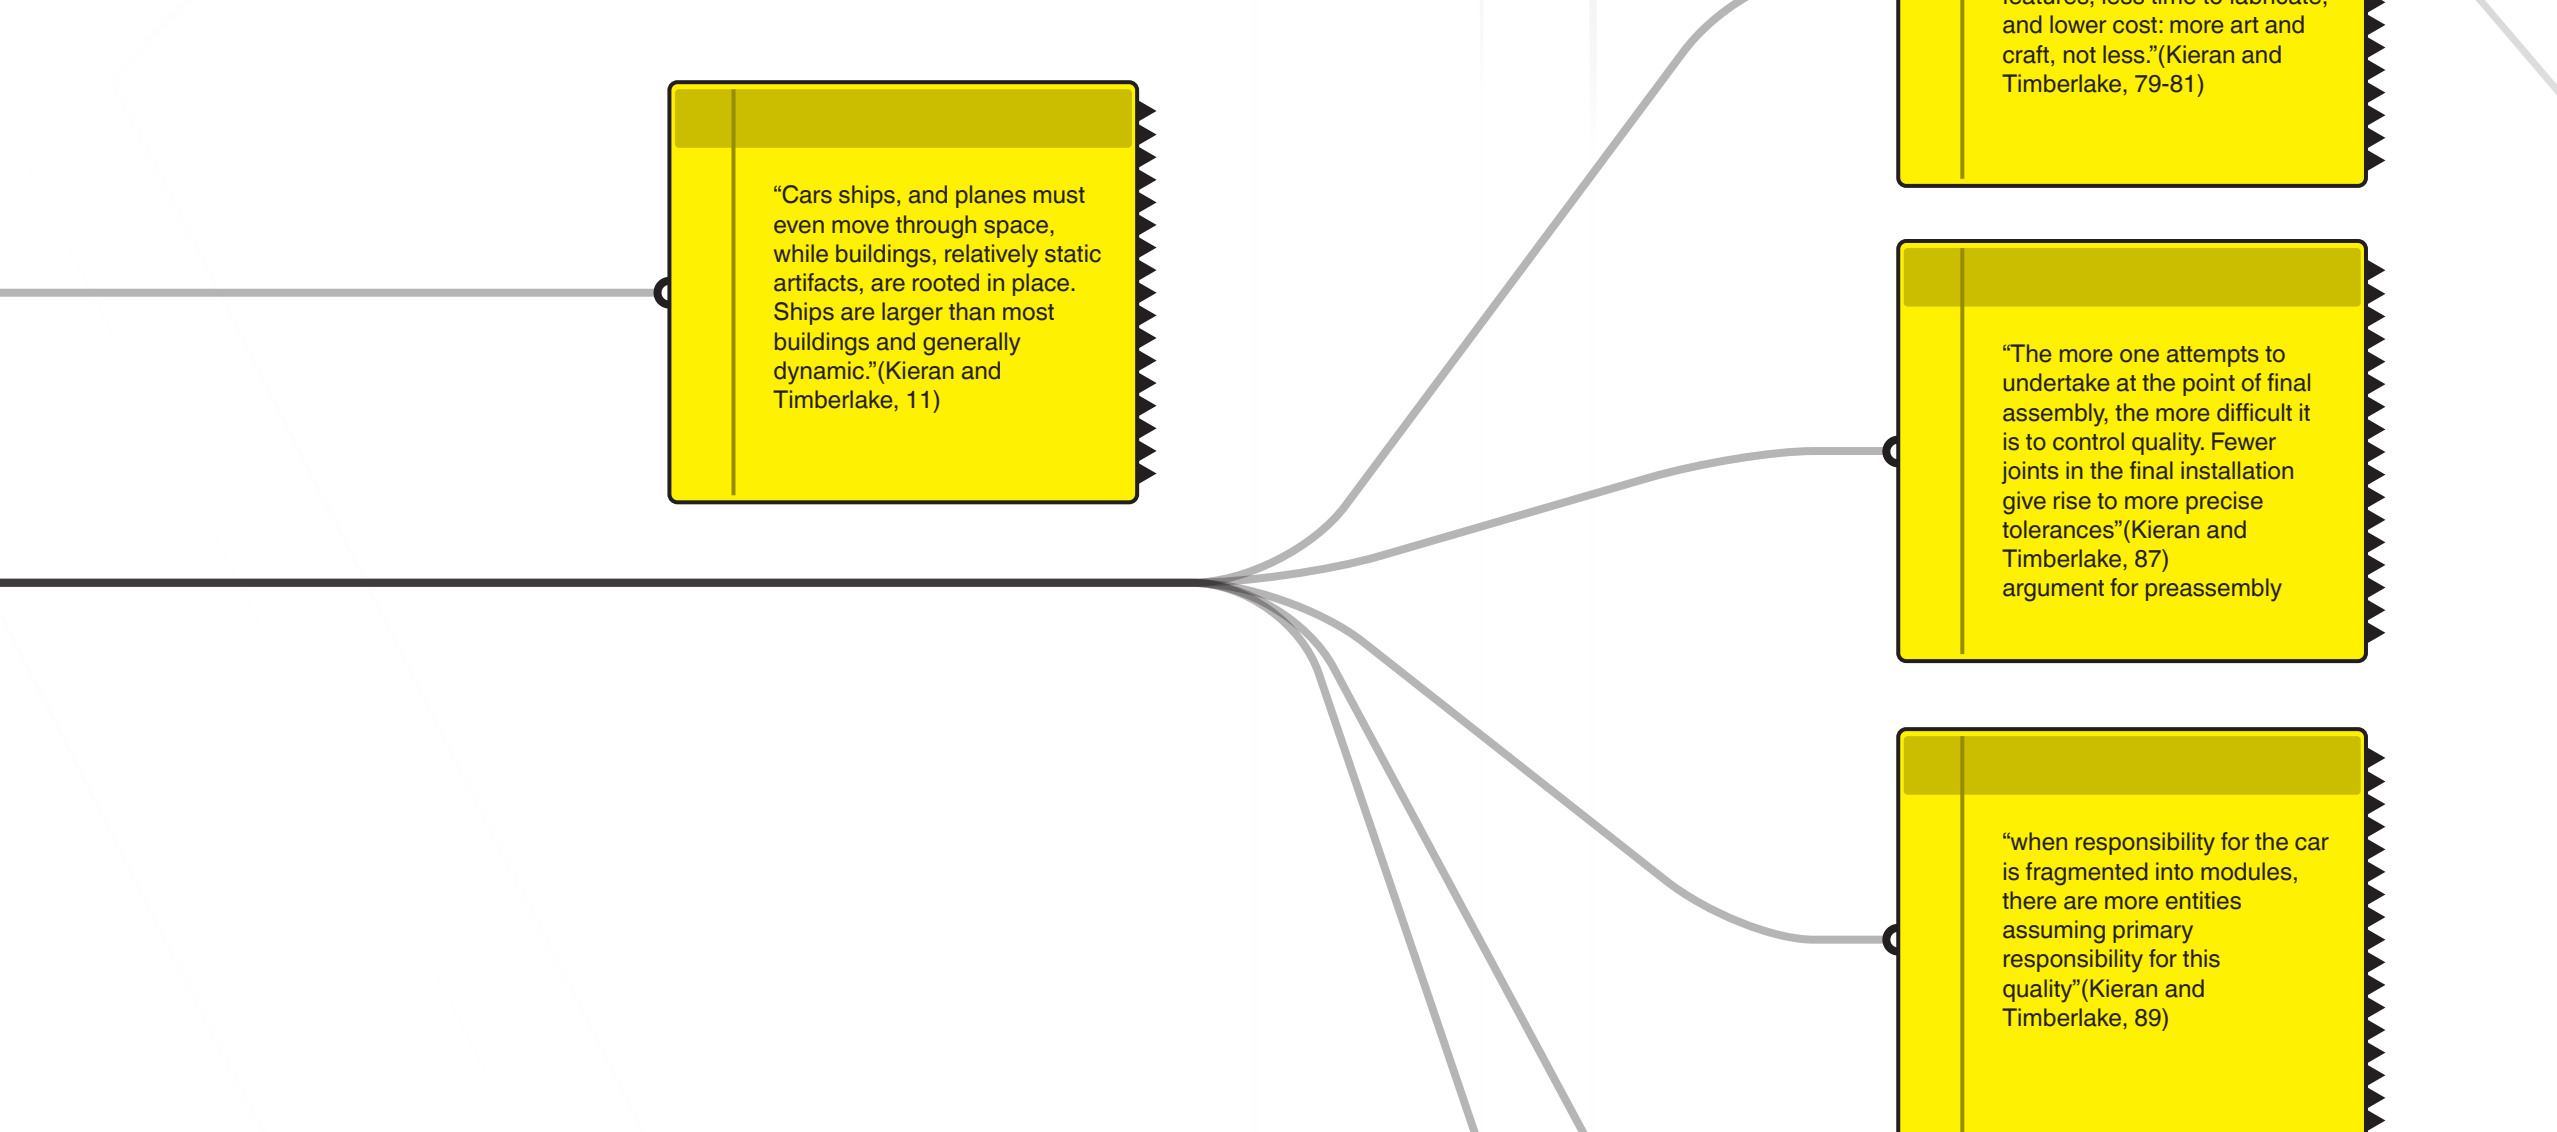 “Cars ships, and planes must
even move through space,
while buildings, relatively static
artifacts, are rooted in place.
Ships are larger than most
buildings and generally
dynamic.”(Kieran and
Timberlake, 11)
features, less time to fabricate,
and lower cost: more art and
craft, not less.”(Kieran and
Timberlake, 79-81)
“The more one attempts to
undertake at the point of final
assembly, the more difficult it
is to control quality. Fewer
joints in the final installation
give rise to more precise
tolerances”(Kieran and
Timberlake, 87)
argument for preassembly
“when responsibility for the car
is fragmented into modules,
there are more entities
assuming primary
responsibility for this
quality”(Kieran and
Timberlake, 89)